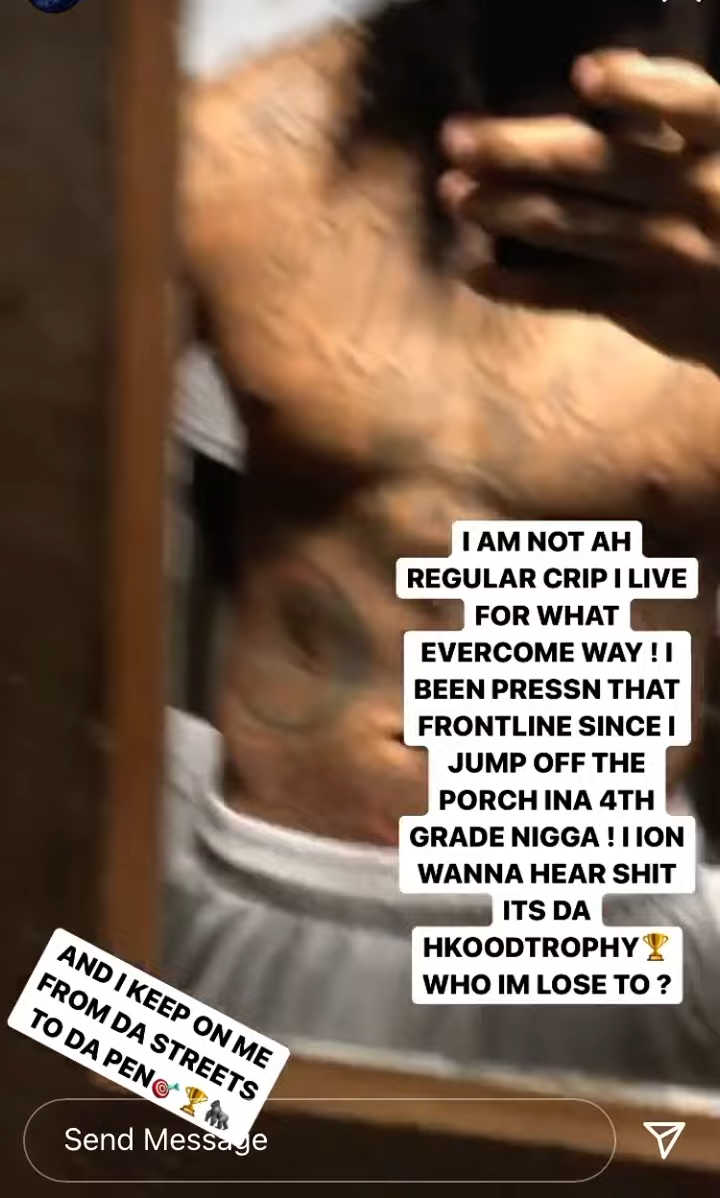 I AM NOT AH
REGULAR CRIP I LIVE
FOR WHAT
EVERCOME WAY ! I
BEEN PRESSN THAT
FRONTLINE SINCE I
JUMP OFF THE
PORCH INA 4TH
GRADE NIGGA ! I ION
WANNA HEAR SHIT
ITS DA
HKOODTROPHY🏆
WHO IM LOSE TO ?
AND I KEEP ON ME
FROM DA STREETS
TO DA PEN🎯🏆🦍
Send Message